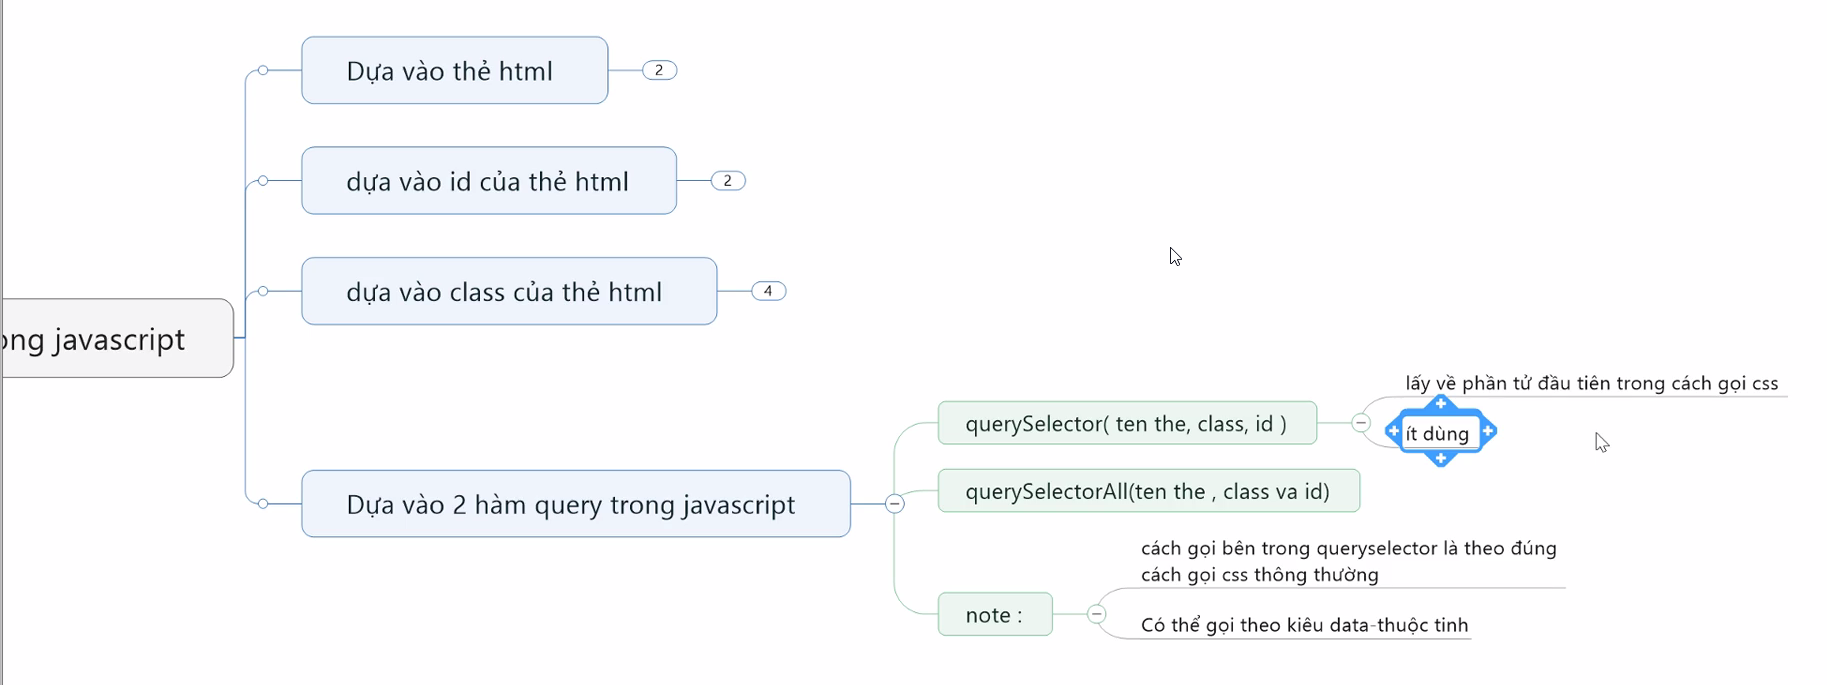 Dựa vào thẻ html
2
dựa vào id của thẻ html
2
dựa vào class của thẻ html
4
ong javascript
Dựa vào 2 hàm query trong javascript
querySelector( ten the, class, id )
lấy về phần tử đầu tiên trong cách gọi css
ít dùng
querySelectorAll(ten the , class va id)
note :
cách gọi bên trong queryselector là theo đúng
cách gọi css thông thường
Có thể gọi theo kiêu data-thuộc tinh